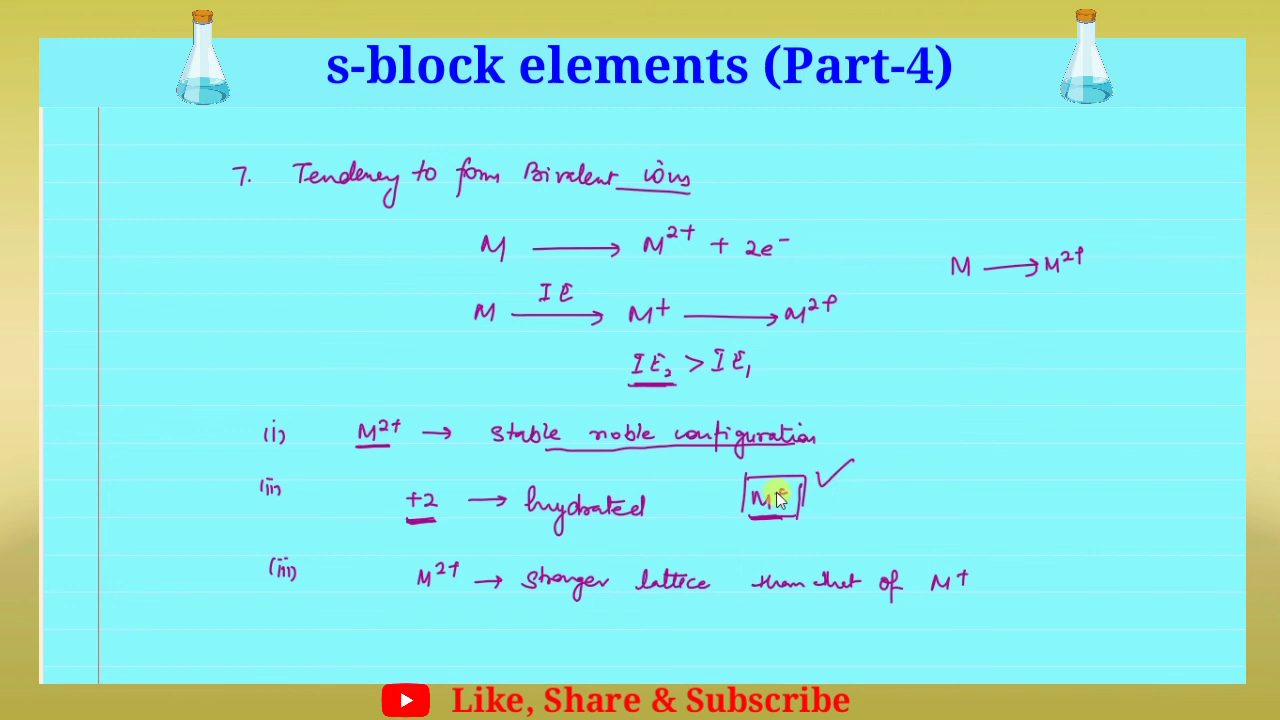 s-block elements (Part-4)
7. Tendency to form Bivalent ions
M → M²⁺ + 2e⁻
M → M²⁺
M IE → M⁺ → M²⁺
IE₂ > IE₁
(i) M²⁺ → stable noble configuration
(ii) +2 → hydrated M⁺ ✓
(iii) M²⁺ → stronger lattice than that of M⁺
Like, Share & Subscribe